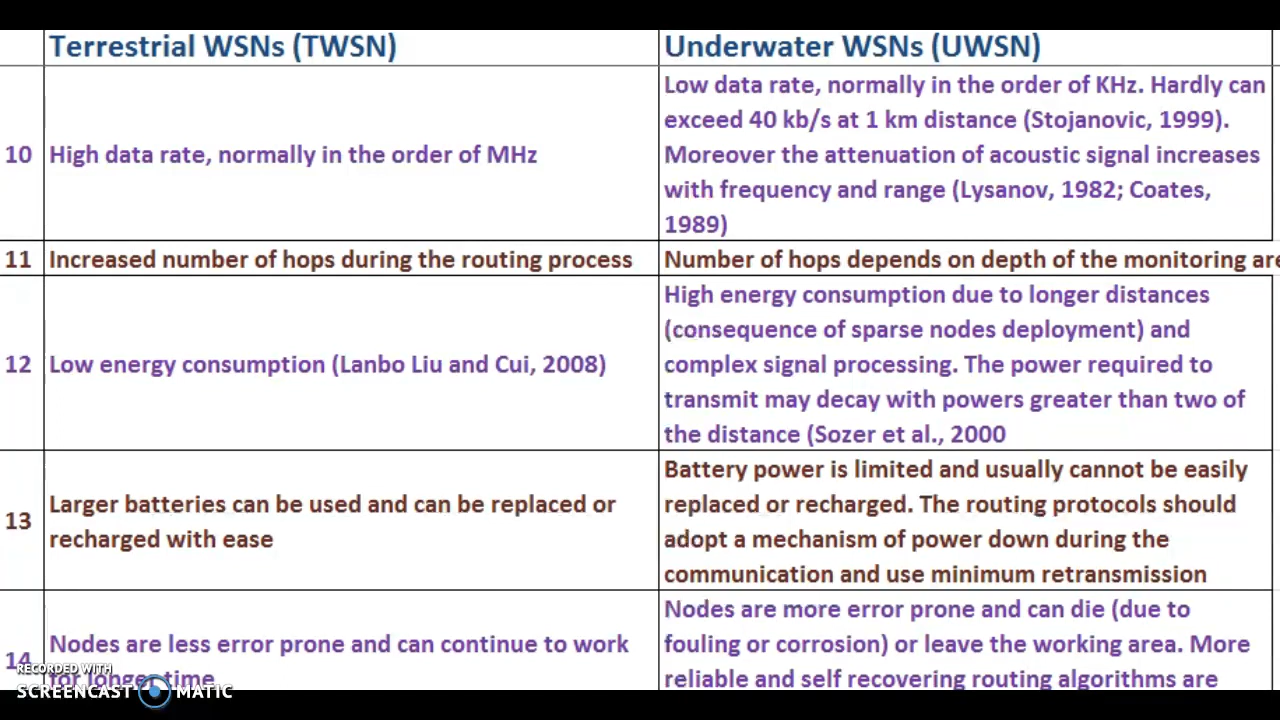 Terrestrial WSNs (TWSN)
Underwater WSNs (UWSN)
10
High data rate, normally in the order of MHz
Low data rate, normally in the order of KHz. Hardly can
exceed 40 kb/s at 1 km distance (Stojanovic, 1999).
Moreover the attenuation of acoustic signal increases
with frequency and range (Lysanov, 1982; Coates,
1989)
11
Increased number of hops during the routing process
Number of hops depends on depth of the monitoring are
12
Low energy consumption (Lanbo Liu and Cui, 2008)
High energy consumption due to longer distances
(consequence of sparse nodes deployment) and
complex signal processing. The power required to
transmit may decay with powers greater than two of
the distance (Sozer et al., 2000
13
Larger batteries can be used and can be replaced or
recharged with ease
Battery power is limited and usually cannot be easily
replaced or recharged. The routing protocols should
adopt a mechanism of power down during the
communication and use minimum retransmission
14
Nodes are less error prone and can continue to work
for longer time
Nodes are more error prone and can die (due to
fouling or corrosion) or leave the working area. More
reliable and self recovering routing algorithms are
RECORDED WITH
SCREENCAST MATIC